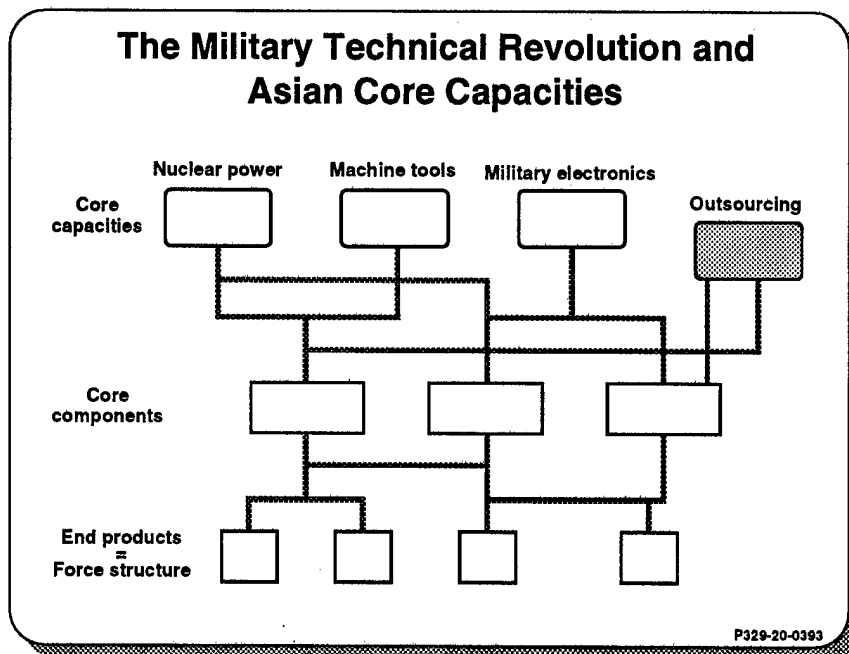 The Military Technical Revolution and
Asian Core Capacities
Nuclear power
Machine tools
Military electronics
Outsourcing
Core
capacities
Core
components
End products
=
Force structure
P329-20-0393